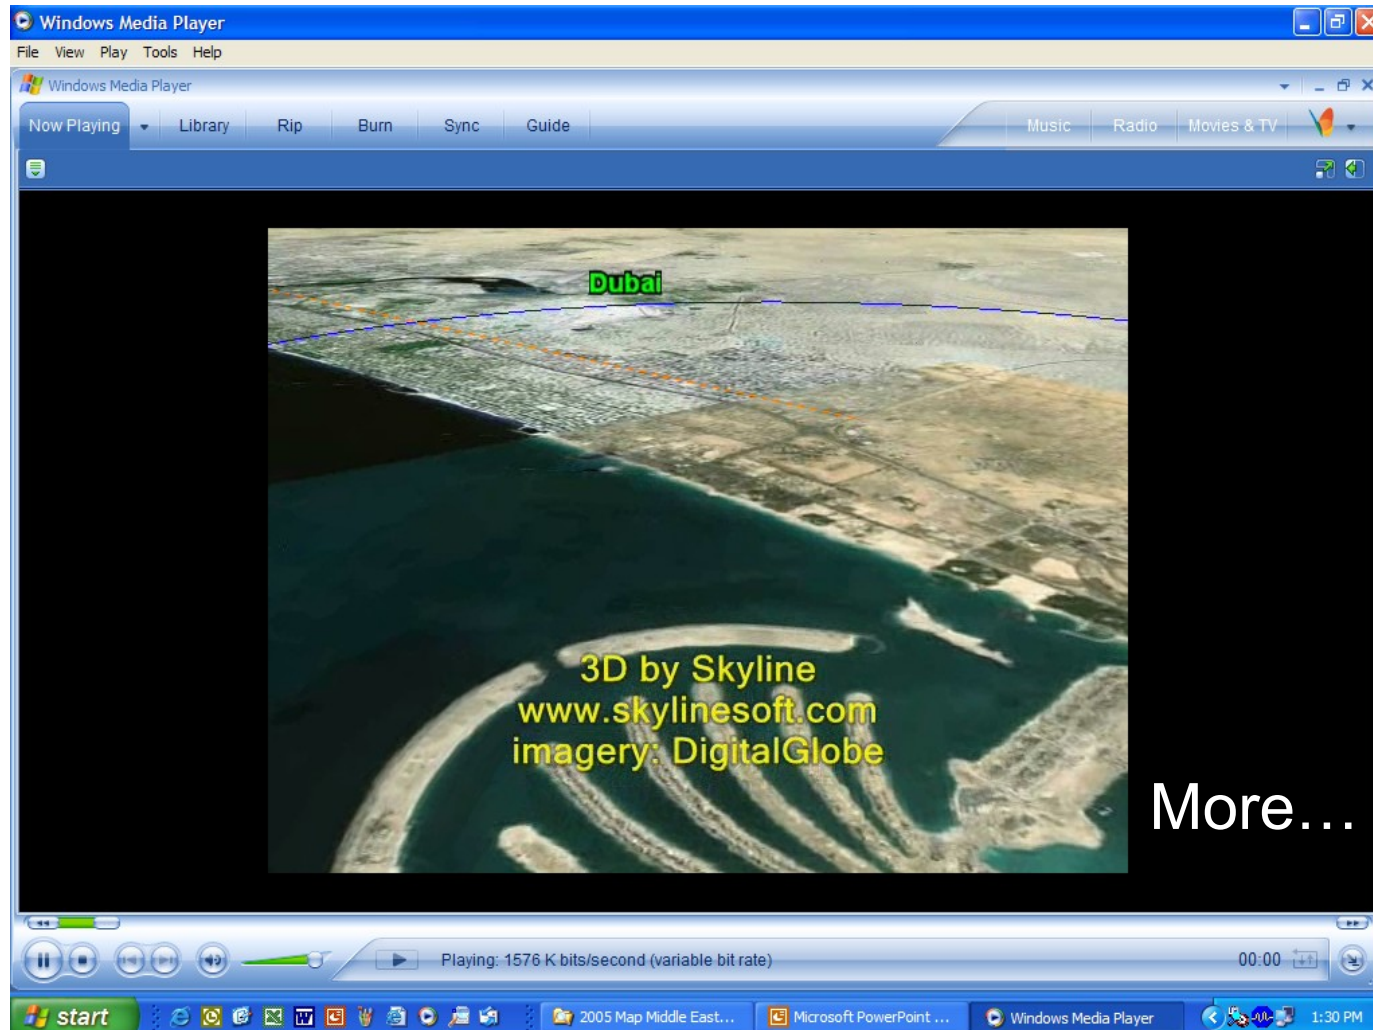 Windows Media Player
File View Play Tools Help
Windows Media Player
Now Playing Library Rip Burn Sync Guide Music Radio Movies & TV
Dubai
3D by Skyline
www.skylinesoft.com
imagery: DigitalGlobe
More...
Playing: 1576 K bits/second (variable bit rate) 00:00
start 2005 Map Middle East... Microsoft PowerPoint ... Windows Media Player 1:30 PM